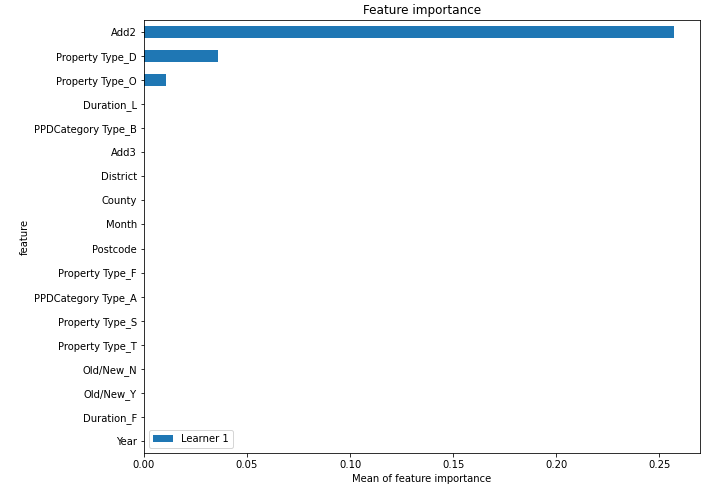 Feature importance
Add2
Property Type_D
Property Type_O
Duration_L
PPDCategory Type_B
Add3
District
County
Month
Postcode
Property Type_F
PPDCategory Type_A
Property Type_S
Property Type_T
Old/New_N
Old/New_Y
Duration_F
Year
feature
Learner 1
0.00 0.05 0.10 0.15 0.20 0.25
Mean of feature importance